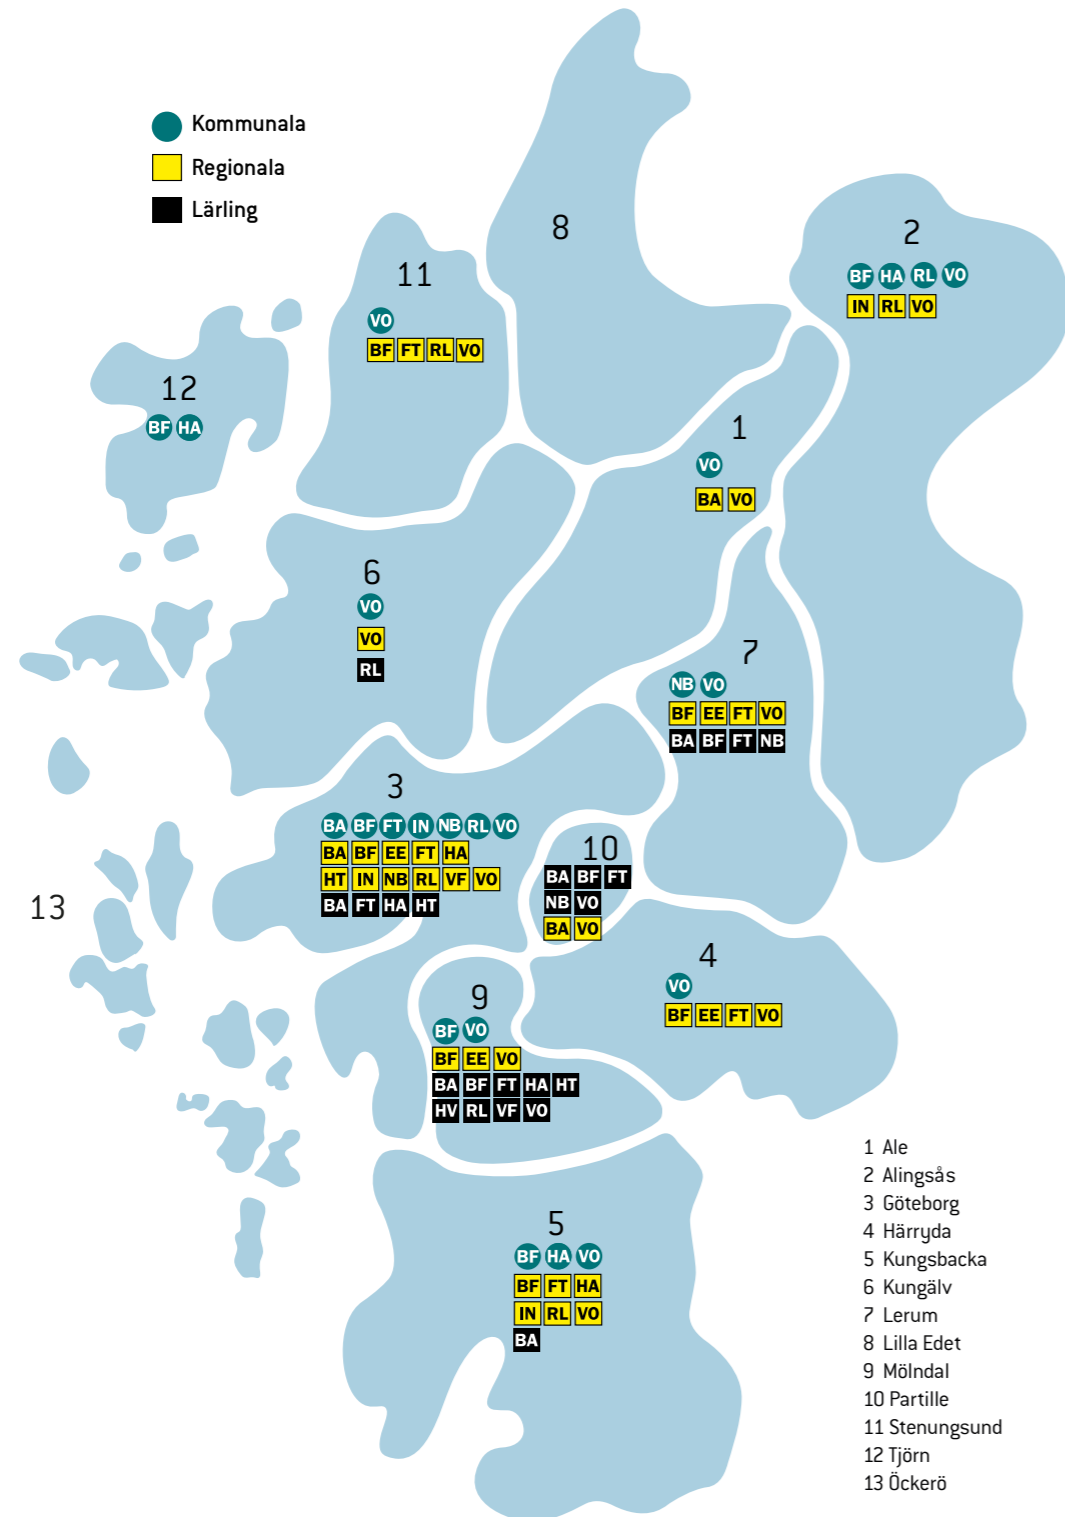 Kommunala
Regionala
Lärling
8
2
BF HA RL VO
IN RL VO
11
VO
BF FT RL VO
12
BF HA
1
VO
BA VO
6
VO
VO
RL
7
NB VO
BF EE FT VO
BA BF FT NB
3
BA BF FT IN NB RL VO
BA BF EE FT HA
HT IN NB RL VF VO
BA FT HA HT
10
BA BF FT
NB VO
BA VO
13
4
VO
BF EE FT VO
9
BF VO
BF EE VO
BA BF FT HA HT
HV RL VF VO
5
BF HA VO
BF FT HA
IN RL VO
BA
1 Ale
2 Alingsås
3 Göteborg
4 Härryda
5 Kungsbacka
6 Kungälv
7 Lerum
8 Lilla Edet
9 Mölndal
10 Partille
11 Stenungsund
12 Tjörn
13 Öckerö